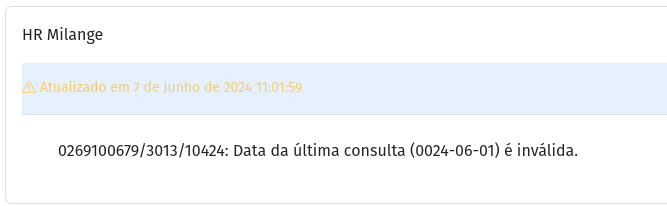 HR Milange
Atualizado em 7 de Junho de 2024 11:01:59
0269100679/3013/10424: Data da última consulta (0024-06-01) é inválida.